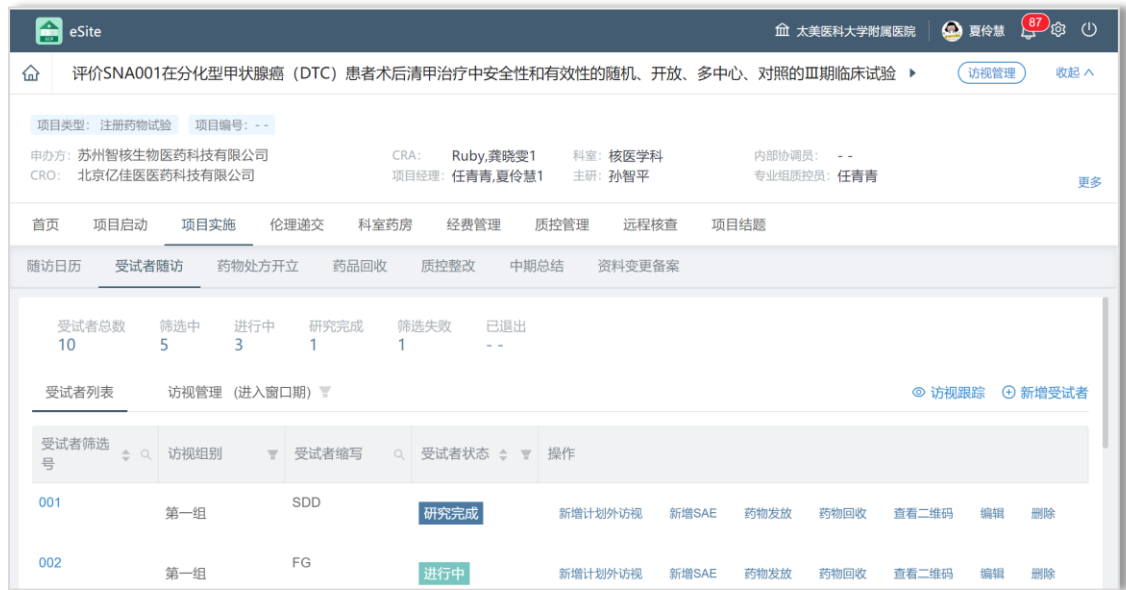 eSite
太美医科大学附属医院 夏伶慧 87
评价SNA001在分化型甲状腺癌（DTC）患者术后清甲治疗中安全性和有效性的随机、开放、多中心、对照的III期临床试验 访视管理 收起
项目类型： 注册药物试验 项目编号： - -
申办方： 苏州智核生物医药科技有限公司 CRA： Ruby,龚晓雯1 科室： 核医学科 内部协调员： - -
CRO： 北京亿佳医医药科技有限公司 项目经理： 任青青,夏伶慧1 主研： 孙智平 专业组质控员： 任青青
更多
首页 项目启动 项目实施 伦理递交 科室药房 经费管理 质控管理 远程核查 项目结题
随访日历 受试者随访 药物处方开立 药品回收 质控整改 中期总结 资料变更备案
受试者总数 筛选中 进行中 研究完成 筛选失败 已退出
10 5 3 1 1 - -
受试者列表 访视管理 （进入窗口期） 访视跟踪 新增受试者
受试者筛选号 访视组别 受试者缩写 受试者状态 操作
001 第一组 SDD 研究完成 新增计划外访视 新增SAE 药物发放 药物回收 查看二维码 编辑 删除
002 第一组 FG 进行中 新增计划外访视 新增SAE 药物发放 药物回收 查看二维码 编辑 删除